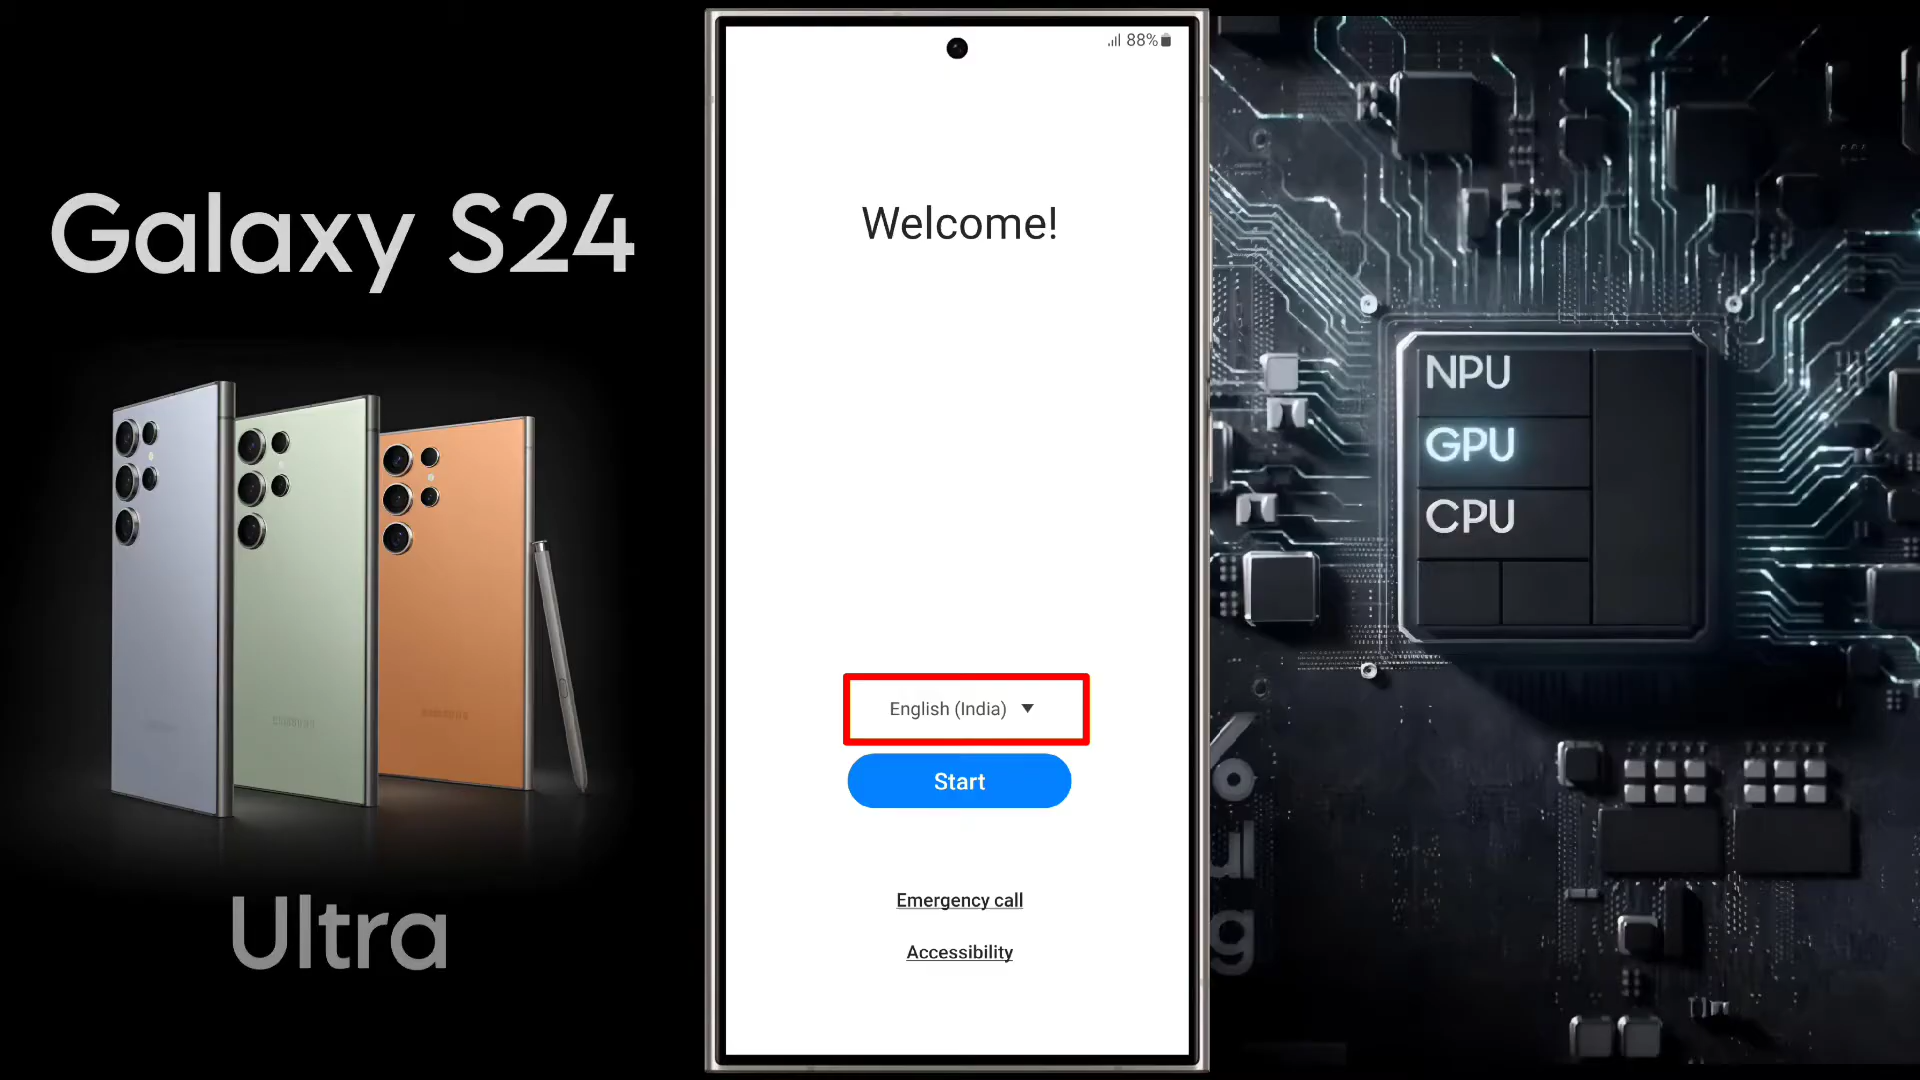 Galaxy S24
Ultra
88%
Welcome!
English (India)
Start
Emergency call
Accessibility
NPU
GPU
CPU